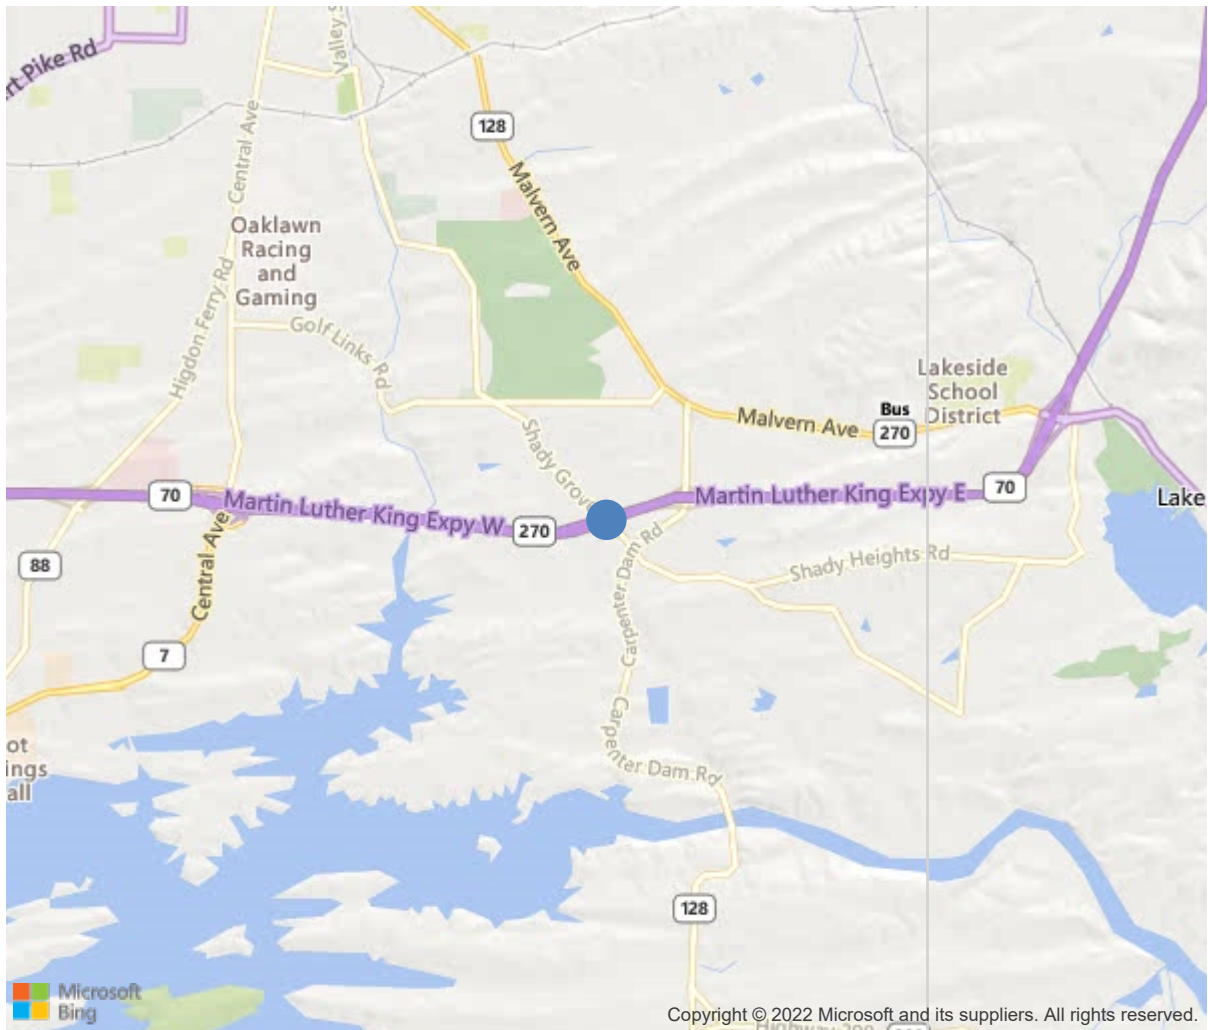 rt Pike Rd
Valley S
Central Ave
128
Malvern Ave
Oaklawn
Racing
and
Gaming
Higdon Ferry Rd
Golf Links Rd
Lakeside
School
District
Bus
270
Malvern Ave
Shady Grove
70
Martin Luther King Expy W
270
Martin Luther King Expy E
70
Lake
88
Central Ave
Carpenter Dam Rd
Shady Heights Rd
7
Carpenter Dam Rd
ot
ings
all
128
Microsoft
Bing
Copyright © 2022 Microsoft and its suppliers. All rights reserved.